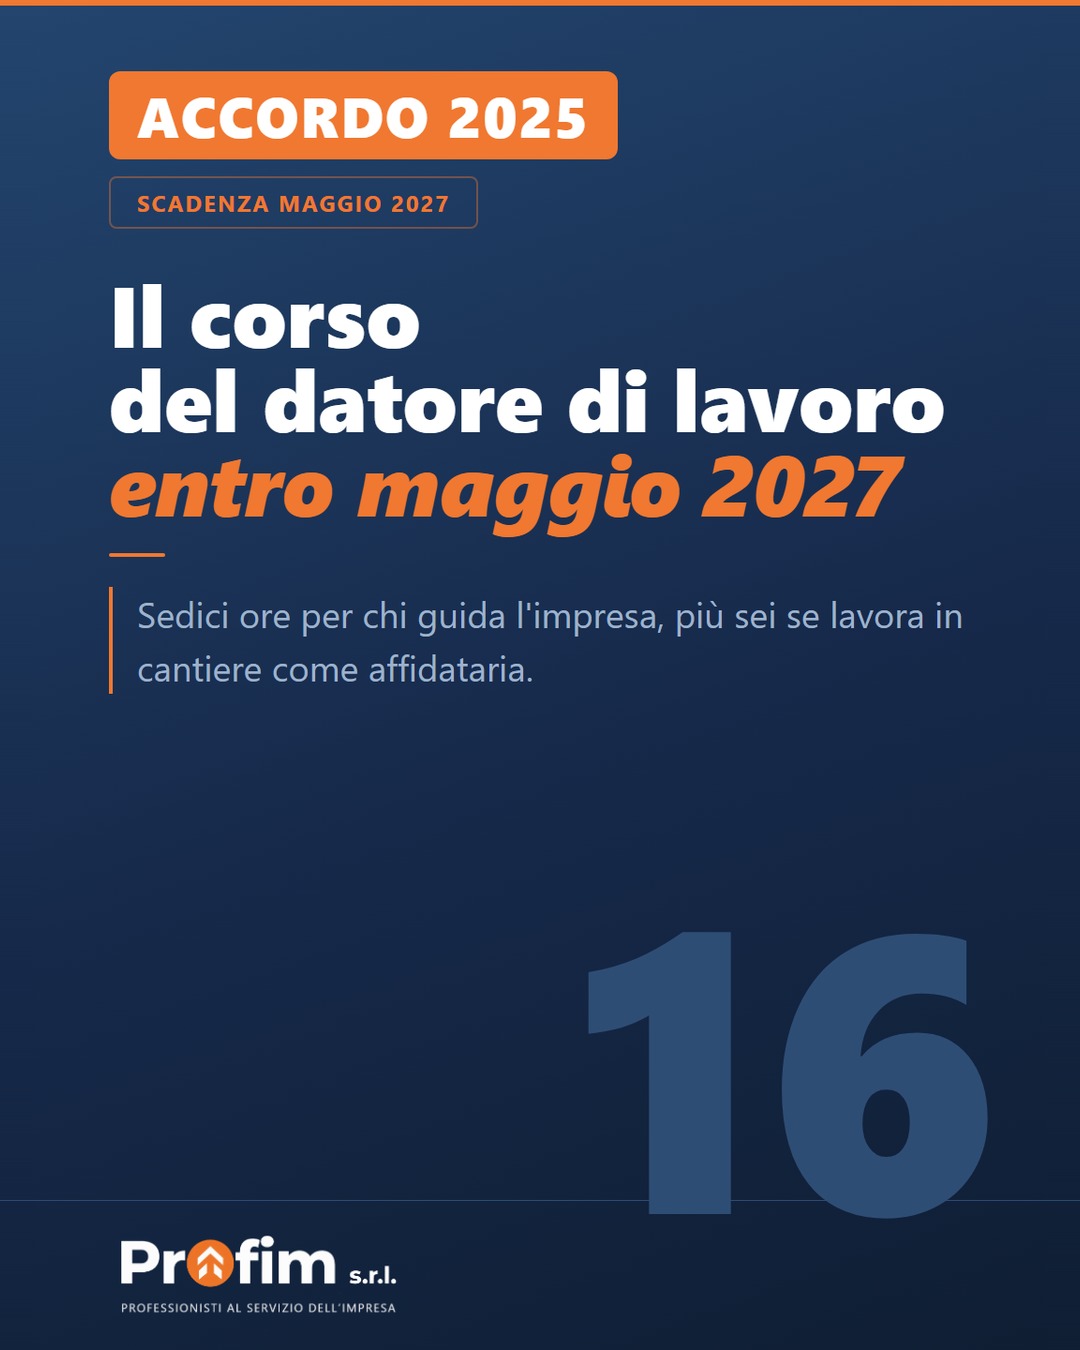 ACCORDO 2025
SCADENZA MAGGIO 2027
Il corso
del datore di lavoro
entro maggio 2027
Sedici ore per chi guida l'impresa, più sei se lavora in
cantiere come affidataria.
16
Profim s.r.l.
PROFESSIONISTI AL SERVIZIO DELL'IMPRESA